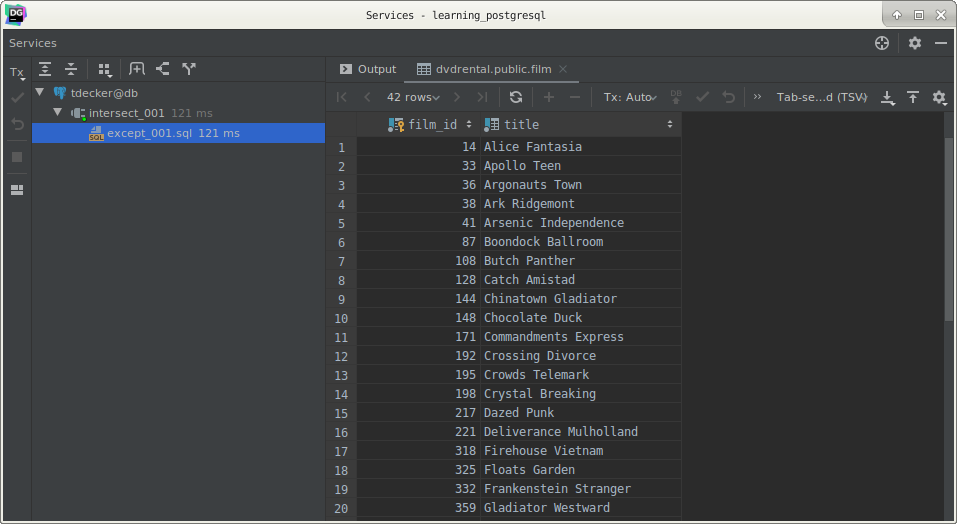 DG
Services - learning_postgresql
Services
Tx
Output
dvdrental.public.film
tdecker@db
42 rows
Tx: Auto
DB
Tab-se...d (TSV)
intersect_001 121 ms
SQL
except_001.sql 121 ms
film_id title
1 14 Alice Fantasia
2 33 Apollo Teen
3 36 Argonauts Town
4 38 Ark Ridgemont
5 41 Arsenic Independence
6 87 Boondock Ballroom
7 108 Butch Panther
8 128 Catch Amistad
9 144 Chinatown Gladiator
10 148 Chocolate Duck
11 171 Commandments Express
12 192 Crossing Divorce
13 195 Crowds Telemark
14 198 Crystal Breaking
15 217 Dazed Punk
16 221 Deliverance Mulholland
17 318 Firehouse Vietnam
18 325 Floats Garden
19 332 Frankenstein Stranger
20 359 Gladiator Westward